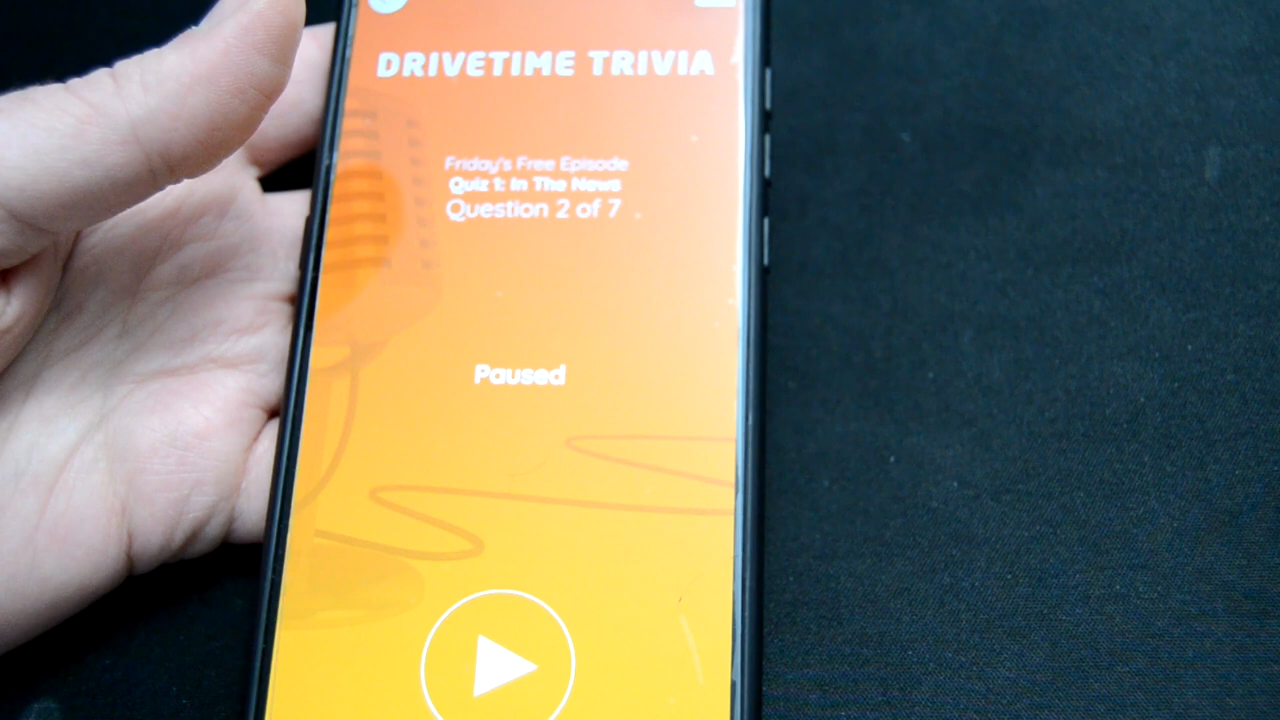 DRIVETIME TRIVIA
Friday's Free Episode
Quiz 1: In The News
Question 2 of 7
Paused